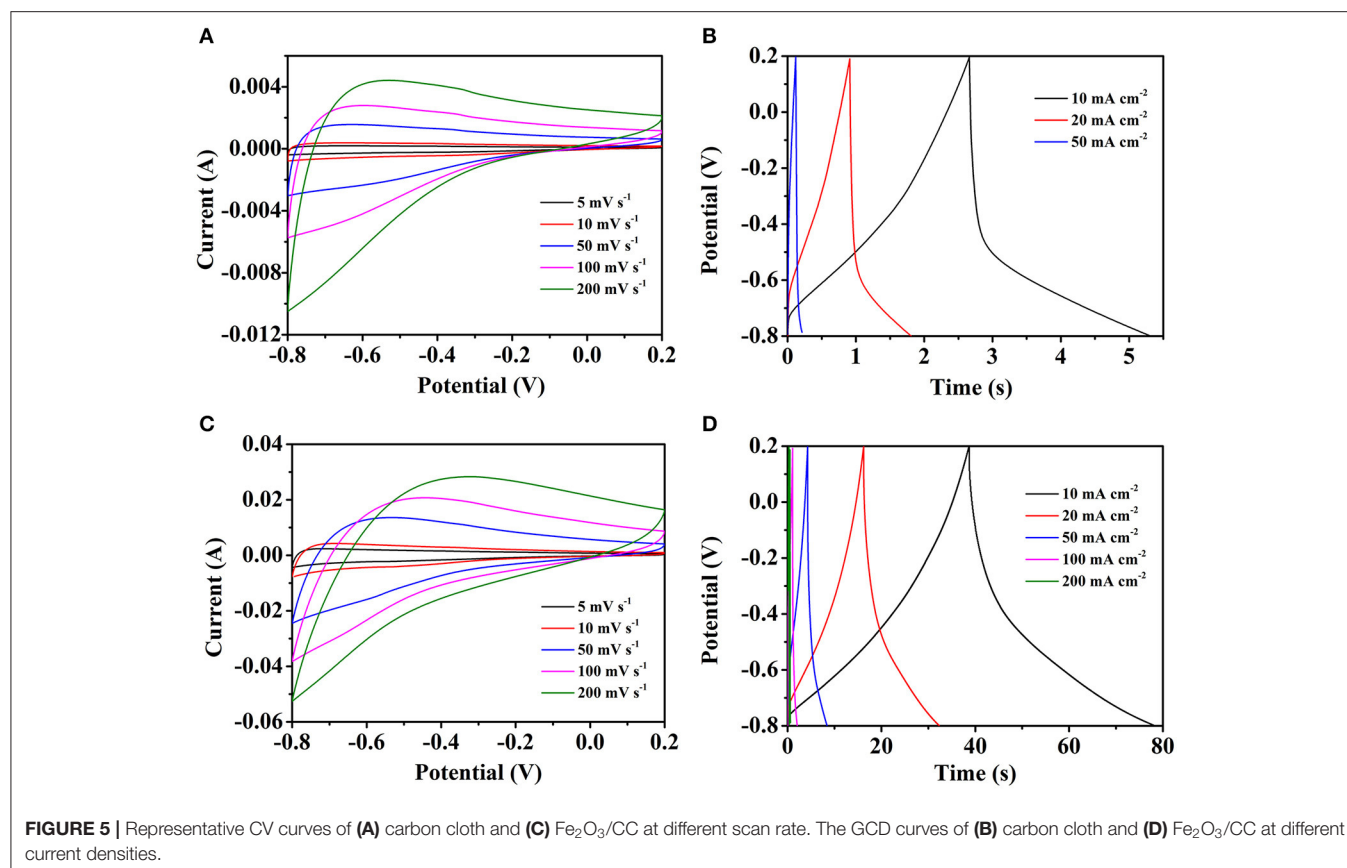 A
0.004
0.000
-0.004
-0.008
-0.012
Current (A)
-0.8 -0.6 -0.4 -0.2 0.0 0.2
Potential (V)
5 mV s⁻¹
10 mV s⁻¹
50 mV s⁻¹
100 mV s⁻¹
200 mV s⁻¹
B
0.2
0.0
-0.2
-0.4
-0.6
-0.8
Potential (V)
0 1 2 3 4 5
Time (s)
10 mA cm⁻²
20 mA cm⁻²
50 mA cm⁻²
C
0.04
0.02
0.00
-0.02
-0.04
-0.06
Current (A)
-0.8 -0.6 -0.4 -0.2 0.0 0.2
Potential (V)
5 mV s⁻¹
10 mV s⁻¹
50 mV s⁻¹
100 mV s⁻¹
200 mV s⁻¹
D
0.2
0.0
-0.2
-0.4
-0.6
-0.8
Potential (V)
0 20 40 60 80
Time (s)
10 mA cm⁻²
20 mA cm⁻²
50 mA cm⁻²
100 mA cm⁻²
200 mA cm⁻²
FIGURE 5 | Representative CV curves of (A) carbon cloth and (C) Fe₂O₃/CC at different scan rate. The GCD curves of (B) carbon cloth and (D) Fe₂O₃/CC at different
current densities.